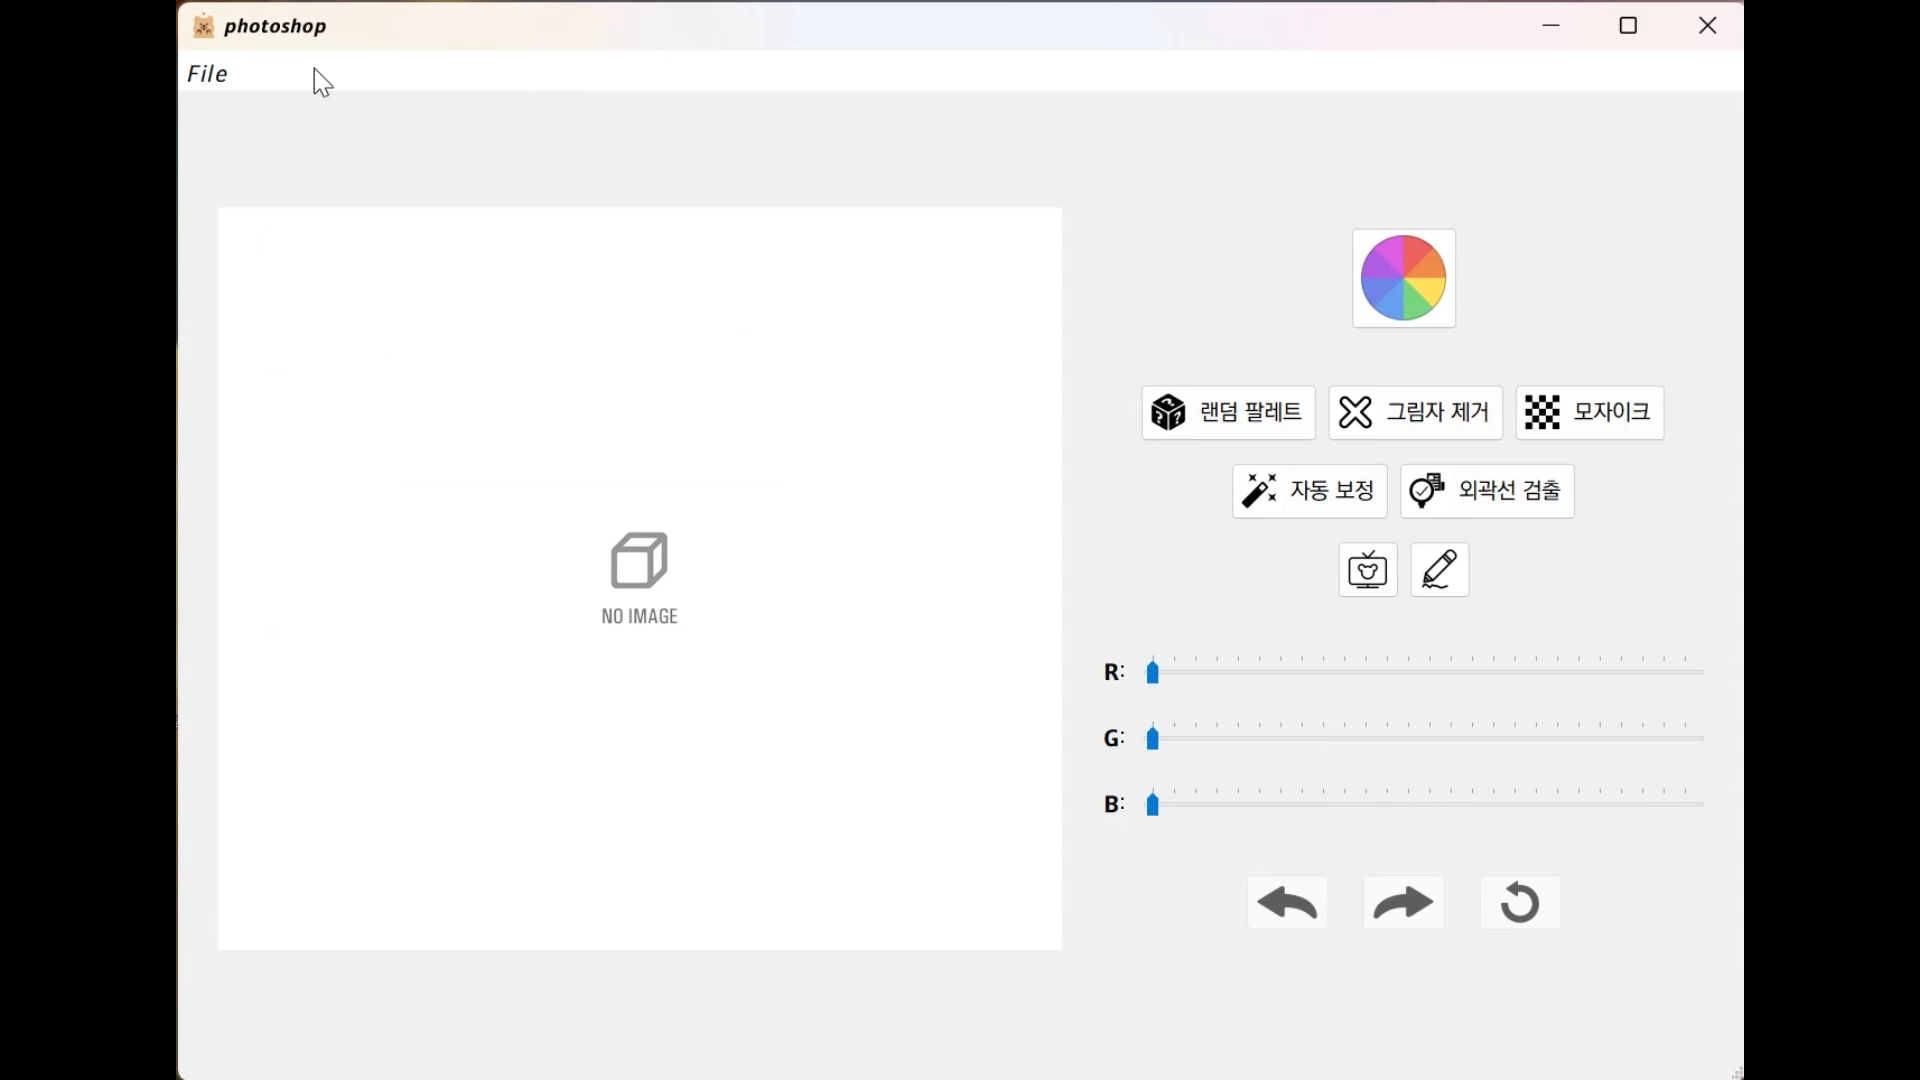 photoshop
File
랜덤 팔레트
그림자 제거
모자이크
자동 보정
외곽선 검출
NO IMAGE
R:
G:
B: